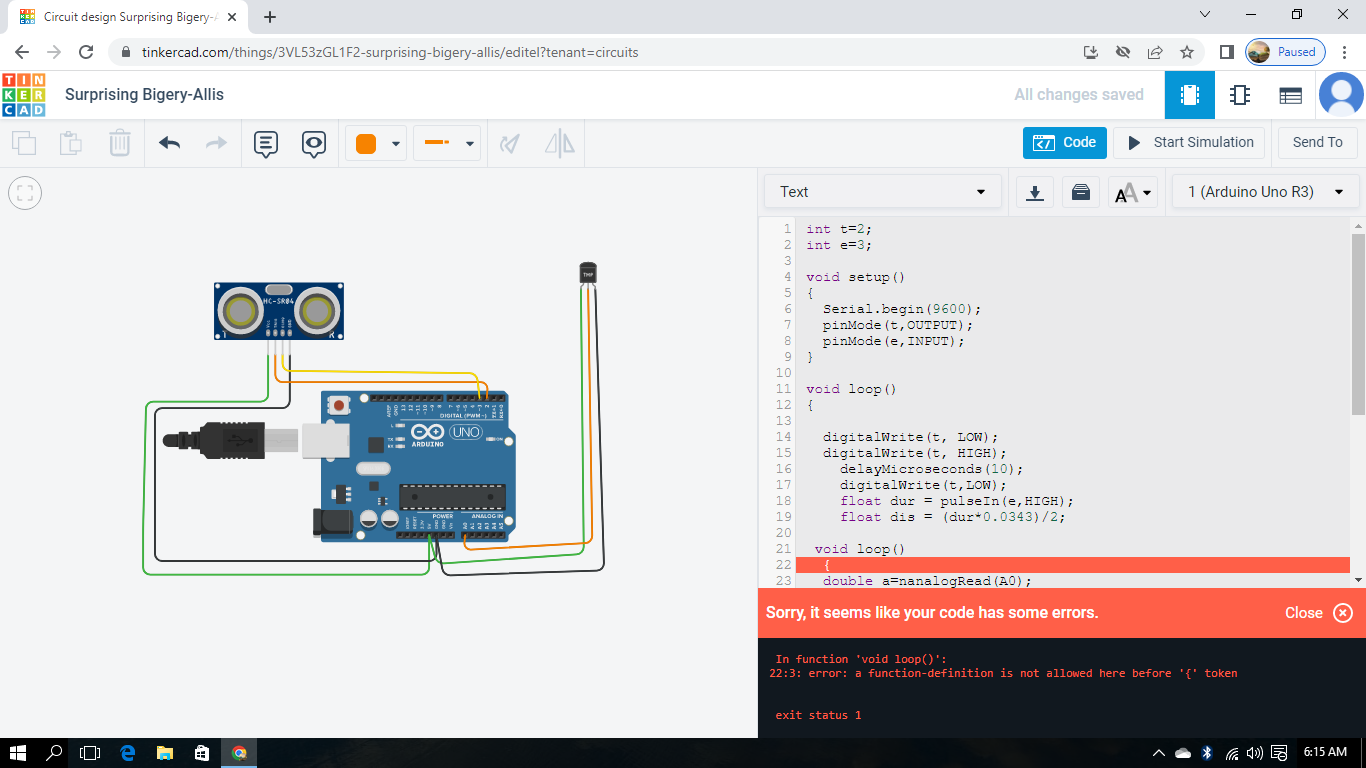 Circuit design Surprising Bigery-A
tinkercad.com/things/3VL53zGL1F2-surprising-bigery-allis/editel?tenant=circuits
Paused
TIN
KER
CAD
Surprising Bigery-Allis
All changes saved
Code
Start Simulation
Send To
Text
AA
1 (Arduino Uno R3)
1 int t=2;
2 int e=3;
3
4 void setup()
5 {
6 Serial.begin(9600);
7 pinMode(t,OUTPUT);
8 pinMode(e,INPUT);
9 }
10
11 void loop()
12 {
13
14 digitalWrite(t, LOW);
15 digitalWrite(t, HIGH);
16 delayMicroseconds(10);
17 digitalWrite(t,LOW);
18 float dur = pulseIn(e,HIGH);
19 float dis = (dur*0.0343)/2;
20
21 void loop()
22 {
23 double a=nanalogRead(A0);
Sorry, it seems like your code has some errors.
Close
In function 'void loop()':
22:3: error: a function-definition is not allowed here before '{' token
exit status 1
HC-SR04
T
R
TMP
DIGITAL (PWM~)
UNO
ARDUINO
TX
RX
L
ON
POWER
ANALOG IN
6:15 AM